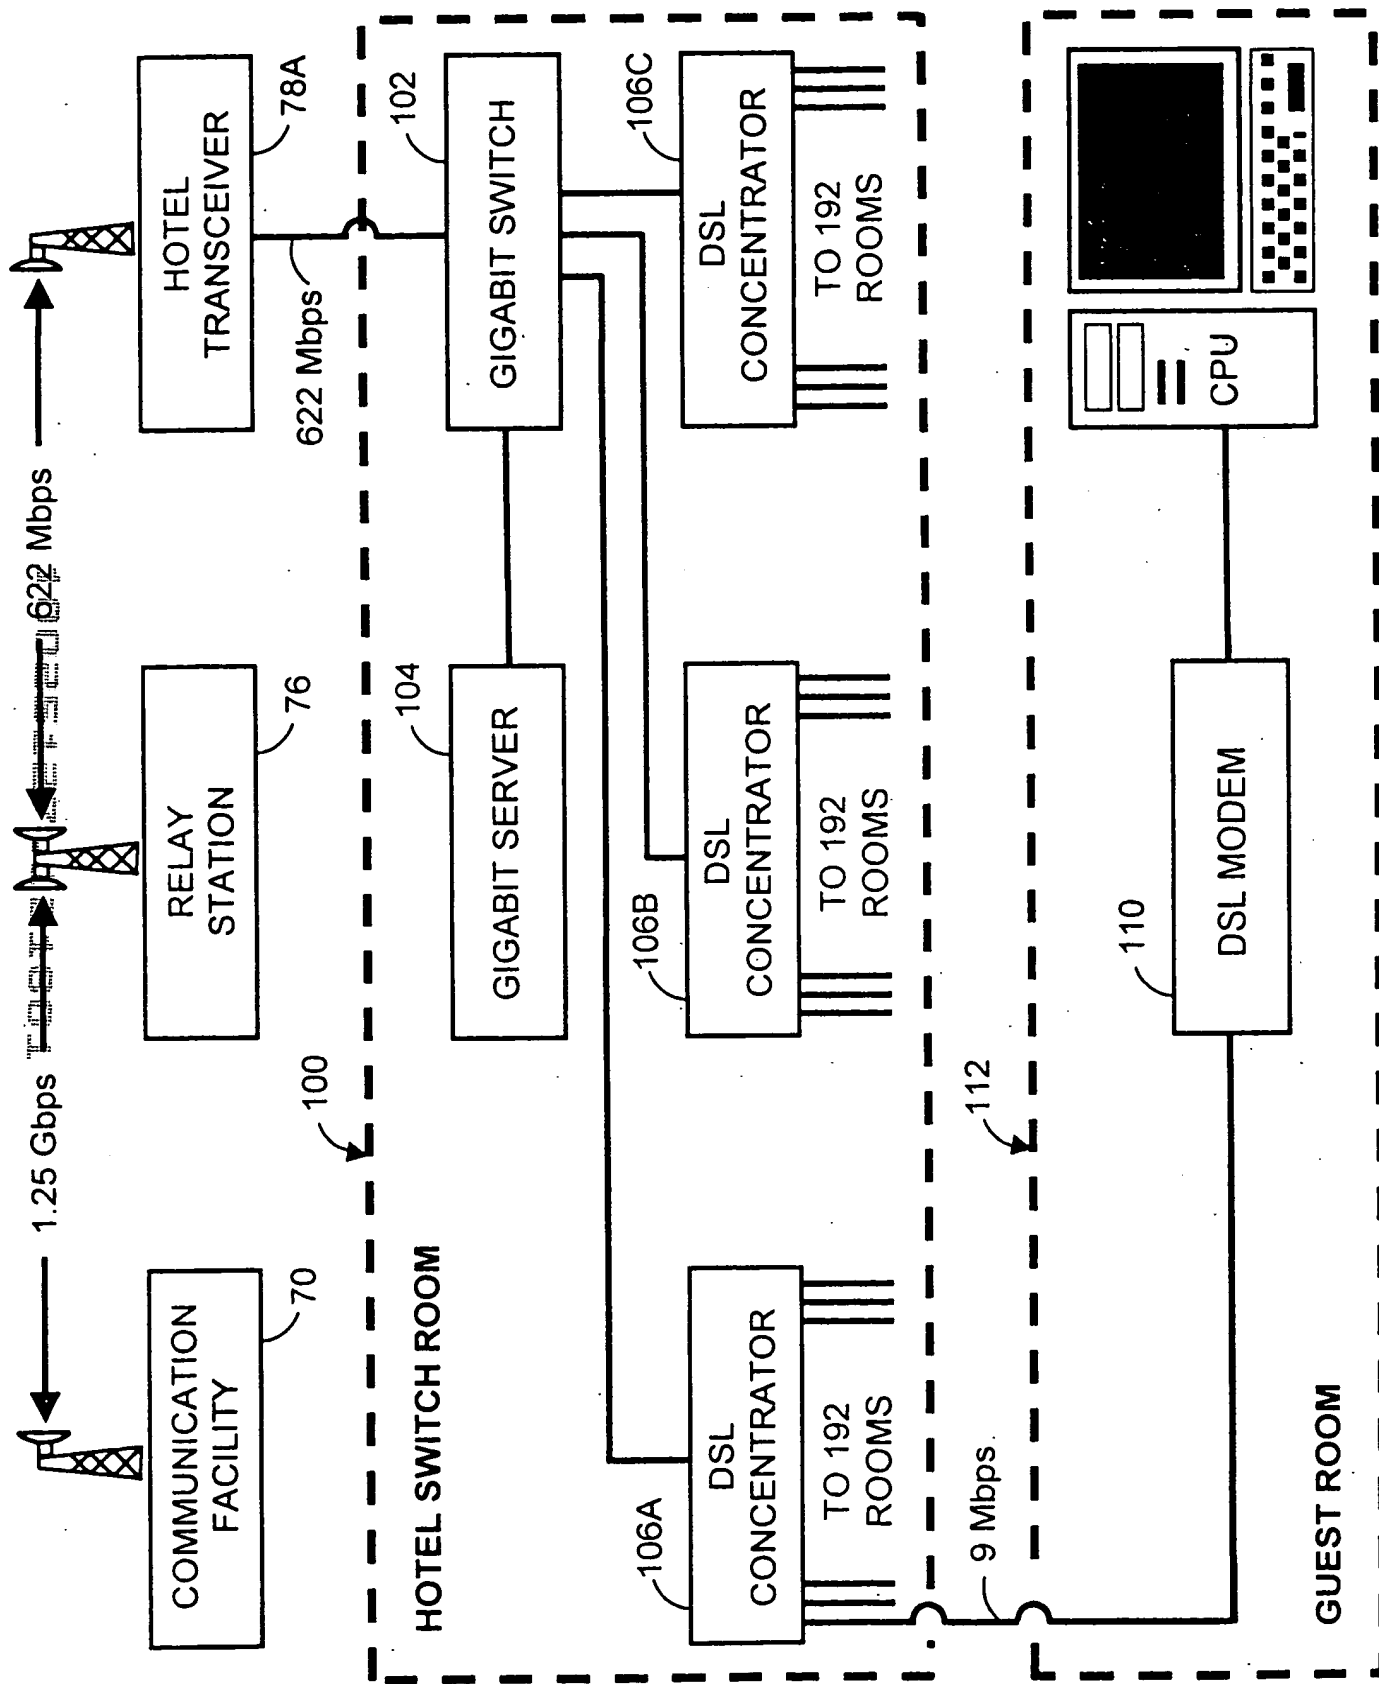 1.25 Gbps
622 Mbps
COMMUNICATION
FACILITY
70
RELAY
STATION
76
HOTEL
TRANSCEIVER
78A
622 Mbps
100
HOTEL SWITCH ROOM
GIGABIT SERVER
104
GIGABIT SWITCH
102
106A
DSL
CONCENTRATOR
TO 192
ROOMS
106B
DSL
CONCENTRATOR
TO 192
ROOMS
106C
DSL
CONCENTRATOR
TO 192
ROOMS
9 Mbps
112
GUEST ROOM
110
DSL MODEM
CPU